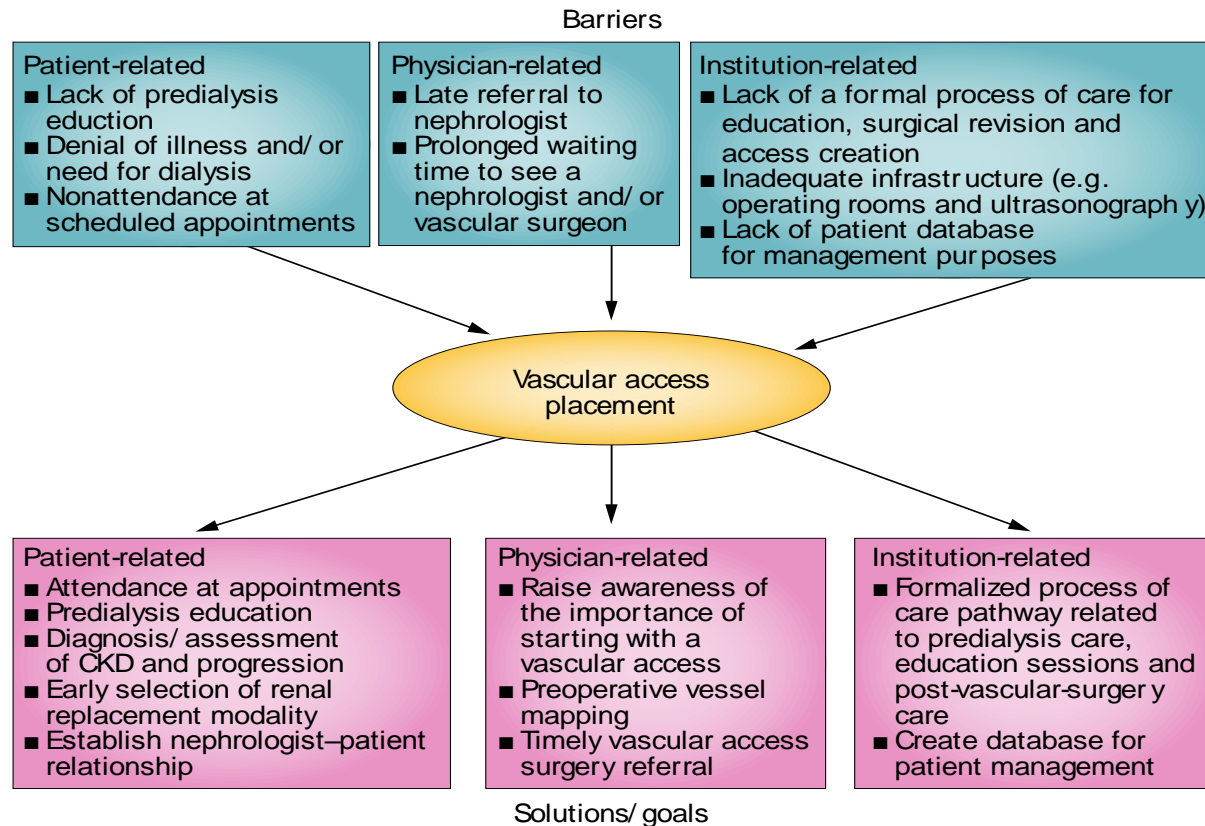 Barriers
Patient-related
■ Lack of predialysis
eduction
■ Denial of illness and/ or
need for dialysis
■ Nonattendance at
scheduled appointments
Physician-related
■ Late referral to
nephrologist
■ Prolonged waiting
time to see a
nephrologist and/ or
vascular surgeon
Institution-related
■ Lack of a formal process of care for
education, surgical revision and
access creation
■ Inadequate infrastructure (e.g.
operating rooms and ultrasonography)
■ Lack of patient database
for management purposes
Vascular access
placement
Patient-related
■ Attendance at appointments
■ Predialysis education
■ Diagnosis/ assessment
of CKD and progression
■ Early selection of renal
replacement modality
■ Establish nephrologist–patient
relationship
Physician-related
■ Raise awareness of
the importance of
starting with a
vascular access
■ Preoperative vessel
mapping
■ Timely vascular access
surgery referral
Institution-related
■ Formalized process of
care pathway related
to predialysis care,
education sessions and
post-vascular-surgery
care
■ Create database for
patient management
Solutions/ goals